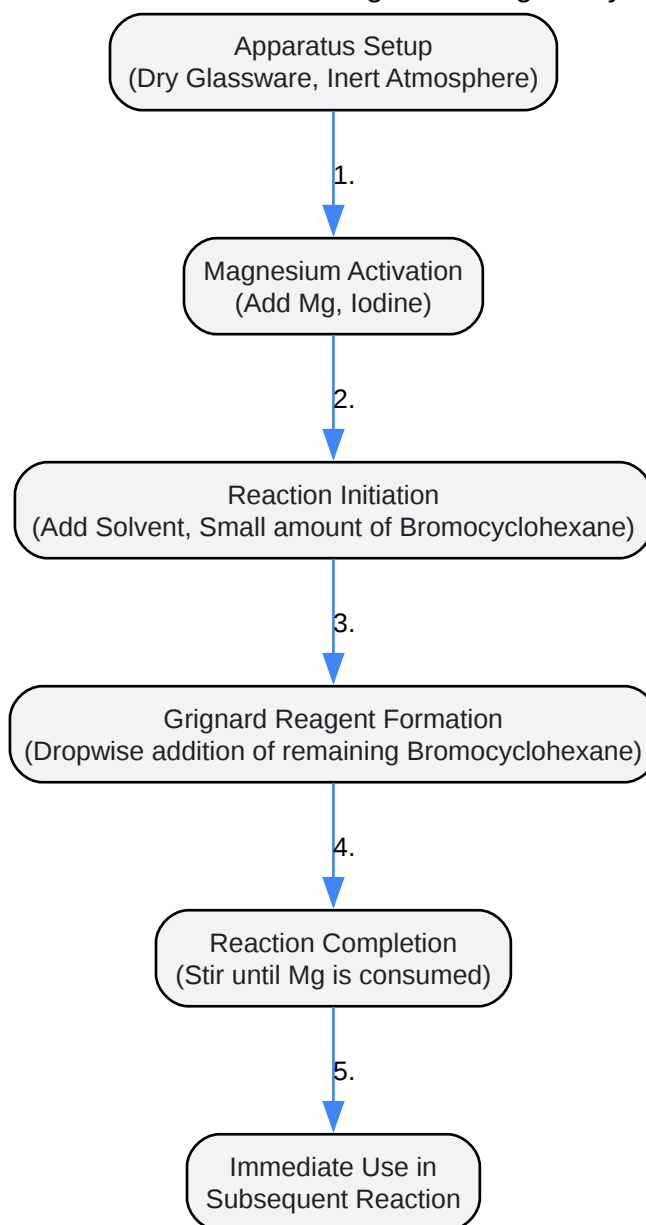 Apparatus Setup
(Dry Glassware, Inert Atmosphere)
1.
Magnesium Activation
(Add Mg, Iodine)
2.
Reaction Initiation
(Add Solvent, Small amount of Bromocyclohexane)
3.
Grignard Reagent Formation
(Dropwise addition of remaining Bromocyclohexane)
4.
Reaction Completion
(Stir until Mg is consumed)
5.
Immediate Use in
Subsequent Reaction